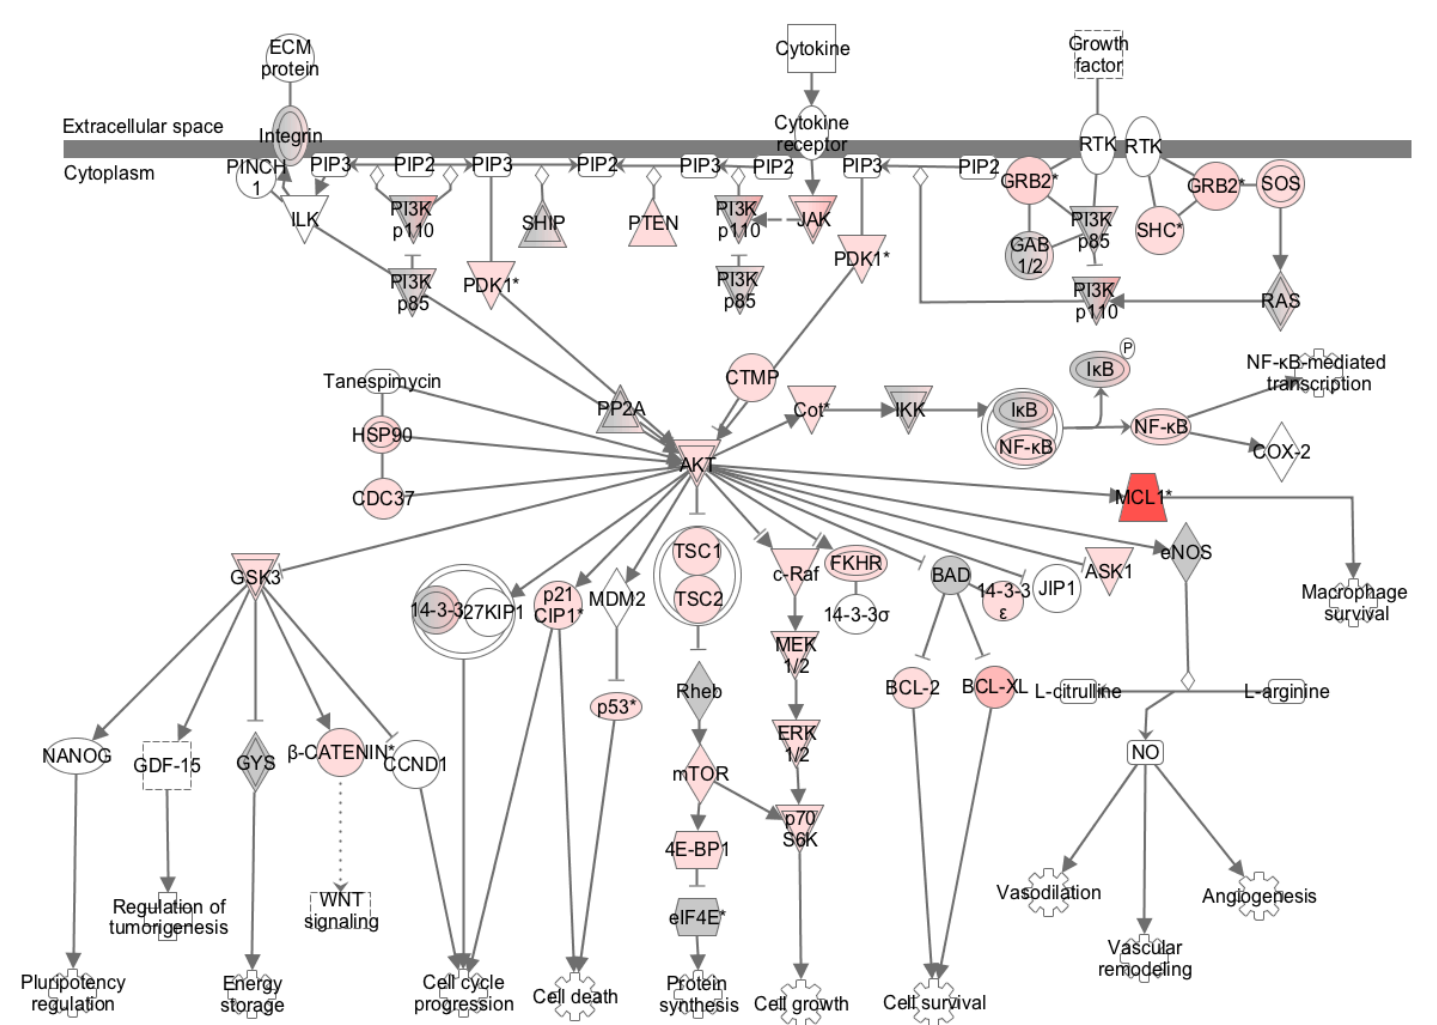 ECM
protein
Cytokine
Growth
factor
Extracellular space
Integrin
Cytokine
receptor
RTK
RTK
Cytoplasm
PINCH
1
PIP3
PIP2
PIP3
PIP2
PIP3
PIP2
PIP3
PIP2
GRB2*
GRB2*
SOS
ILK
PI3K
p110
SHIP
PTEN
PI3K
p110
JAK
PI3K
p85
SHC*
GAB
1/2
PDK1*
PI3K
p85
PDK1*
PI3K
p85
PI3K
p110
RAS
P
IκB
NF-κB-mediated
transcription
Tanespimycin
CTMP
PP2A
Cot*
IKK
IκB
NF-κB
NF-κB
HSP90
AKT
COX-2
CDC37
MCL1*
TSC1
eNOS
GSK3
c-Raf
FKHR
BAD
ASK1
14-3-3
27KIP1
p21
CIP1*
MDM2
TSC2
14-3-3σ
14-3-3
ε
JIP1
Macrophage
survival
MEK
1/2
Rheb
BCL-2
BCL-XL
L-citrulline
L-arginine
p53*
ERK
1/2
NANOG
GDF-15
GYS
β-CATENIN*
CCND1
NO
mTOR
p70
S6K
4E-BP1
Regulation of
tumorigenesis
WNT
signaling
eIF4E*
Vasodilation
Angiogenesis
Vascular
remodeling
Pluripotency
regulation
Energy
storage
Cell cycle
progression
Cell death
Protein
synthesis
Cell growth
Cell survival